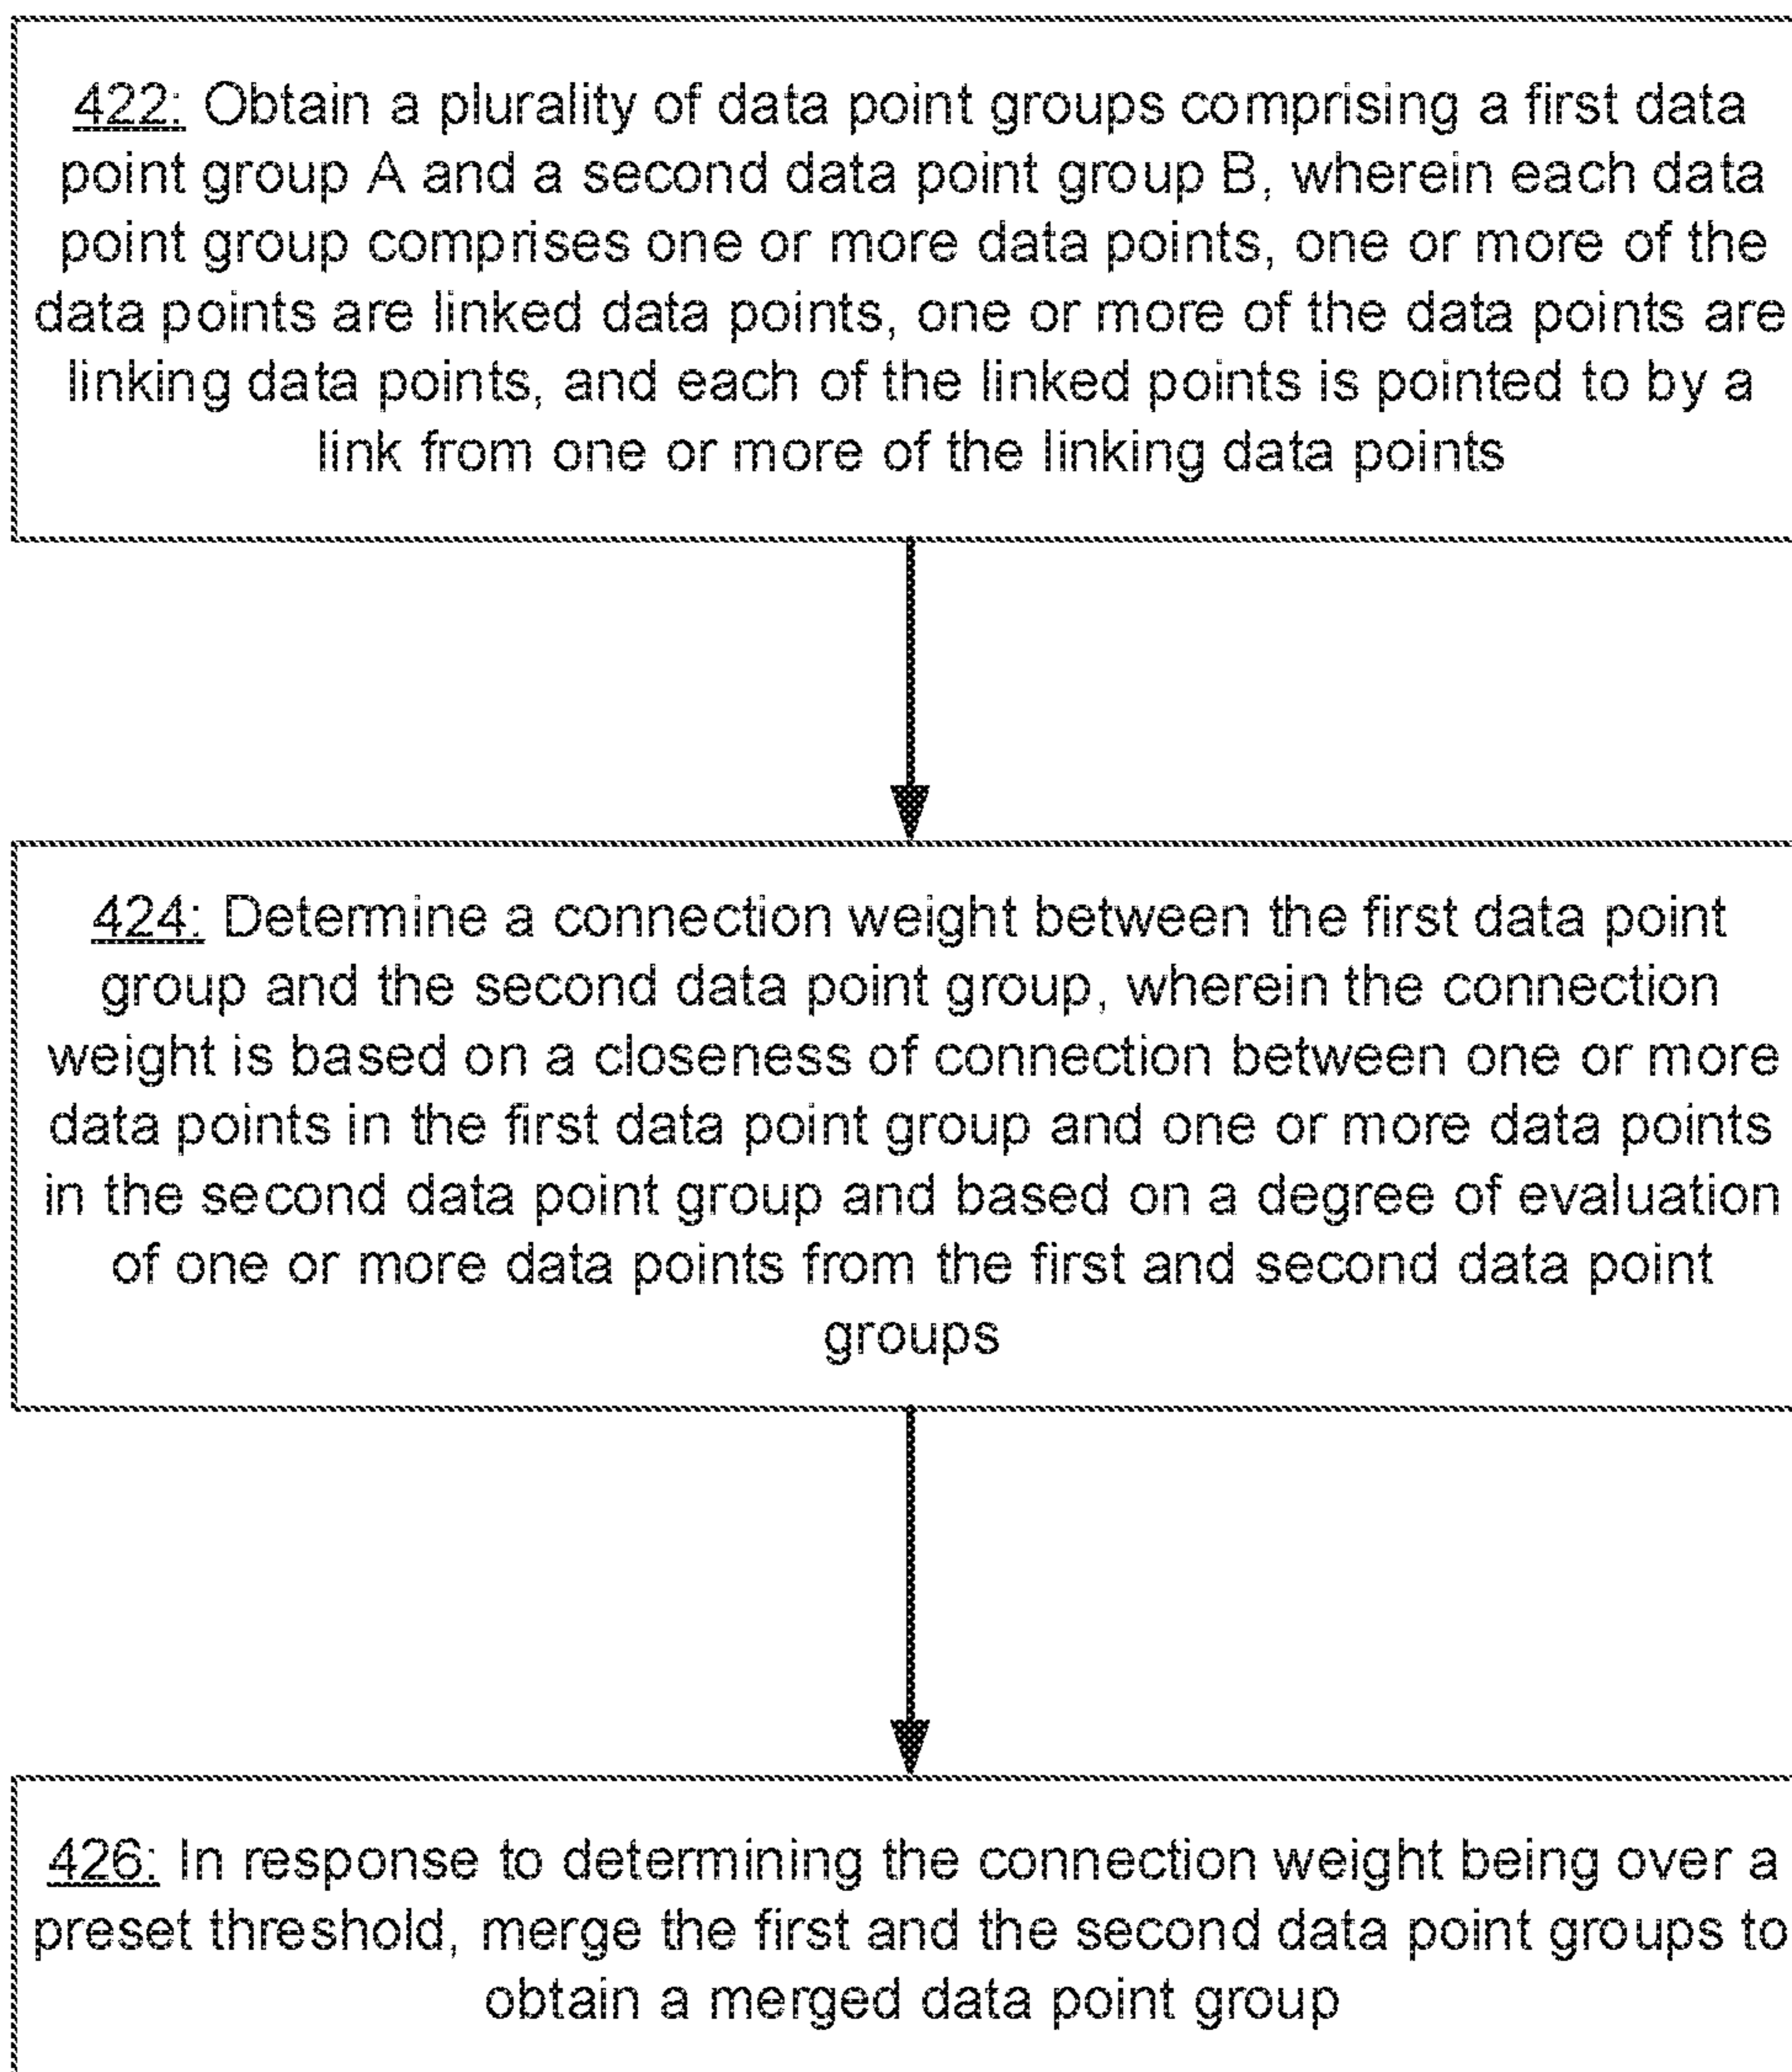 422: Obtain a plurality of data point groups comprising a first data
point group A and a second data point group B, wherein each data
point group comprises one or more data points, one or more of the
data points are linked data points, one or more of the data points are
linking data points, and each of the linked points is pointed to by a
link from one or more of the linking data points
424: Determine a connection weight between the first data point
group and the second data point group, wherein the connection
weight is based on a closeness of connection between one or more
data points in the first data point group and one or more data points
in the second data point group and based on a degree of evaluation
of one or more data points from the first and second data point
groups
426: In response to determining the connection weight being over a
preset threshold, merge the first and the second data point groups to
obtain a merged data point group